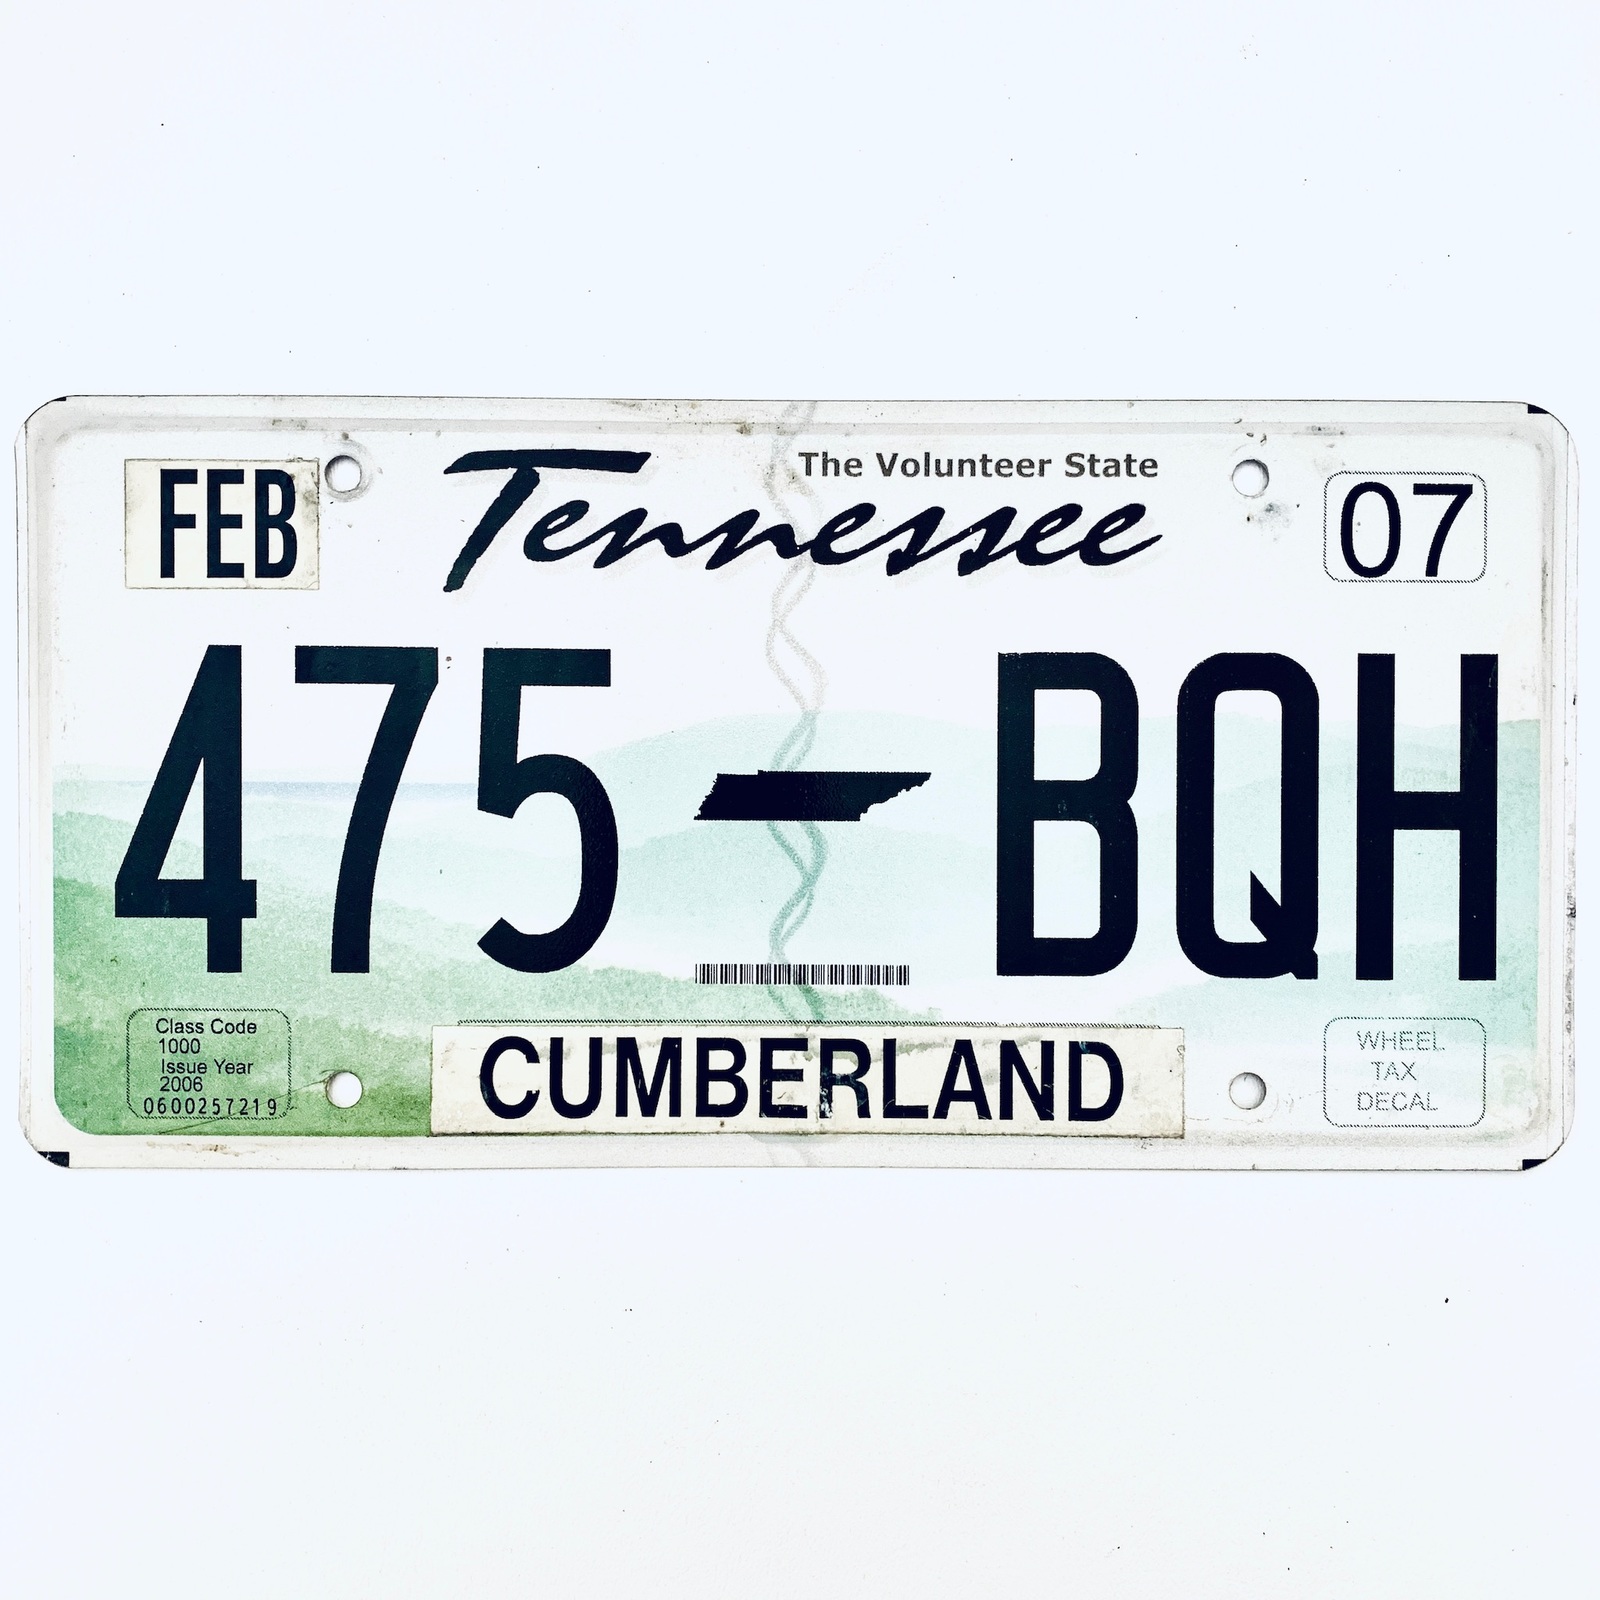 The Volunteer State
FEB Tennessee 07
475 BQH
Class Code
1000
Issue Year
2006
0600257219
CUMBERLAND
WHEEL
TAX
DECAL